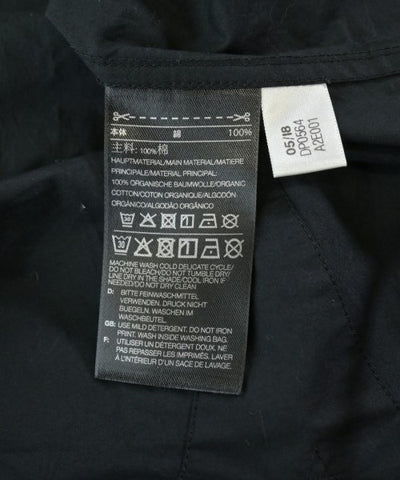 本体 綿 100%
主料: 100% 棉
HAUPTMATERIAL/MAIN MATERIAL/MATIERE
PRINCIPALE/MATERIAL PRINCIPAL:
100% ORGANISCHE BAUMWOLLE/ORGANIC
COTTON/COTON ORGANIQUE/ALGODÓN
ORGÁNICO/ALGODÃO ORGÂNICO
30
30
MACHINE WASH COLD DELICATE CYCLE/
DO NOT BLEACH/DO NOT TUMBLE DRY/
LINE DRY IN THE SHADE/COOL IRON IF
NEEDED/DO NOT DRY CLEAN
D: BITTE FEINWASCHMITTEL
VERWENDEN. DRUCK NICHT
BUEGELN. WASCHEN IM
WASCHBEUTEL.
GB: USE MILD DETERGENT. DO NOT IRON
PRINT. WASH INSIDE WASHING BAG.
F: UTILISER UN DÉTERGENT DOUX. NE
PAS REPASSER LES IMPRIMÉS. LAVER
À L'INTÉRIEUR D'UN SACE DE LAVAGE.
05/18
DP0564
A2E001